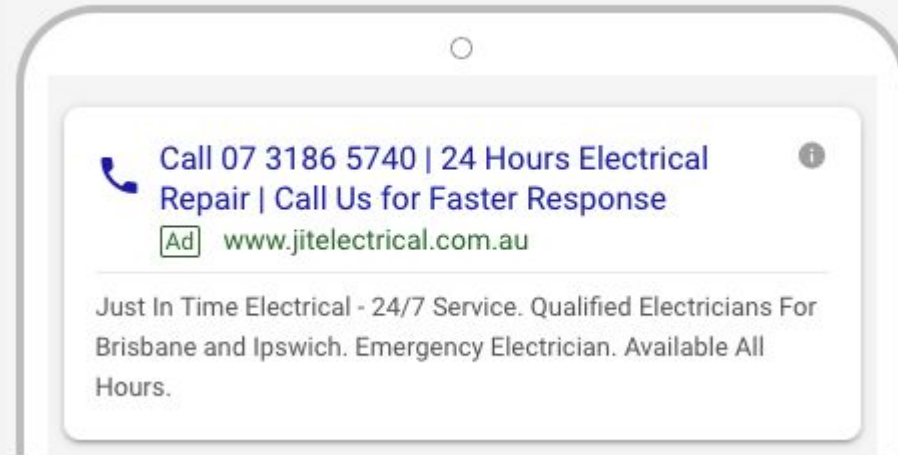 Call 07 3186 5740 | 24 Hours Electrical
Repair | Call Us for Faster Response
Ad www.jitelectrical.com.au
Just In Time Electrical - 24/7 Service. Qualified Electricians For
Brisbane and Ipswich. Emergency Electrician. Available All
Hours.